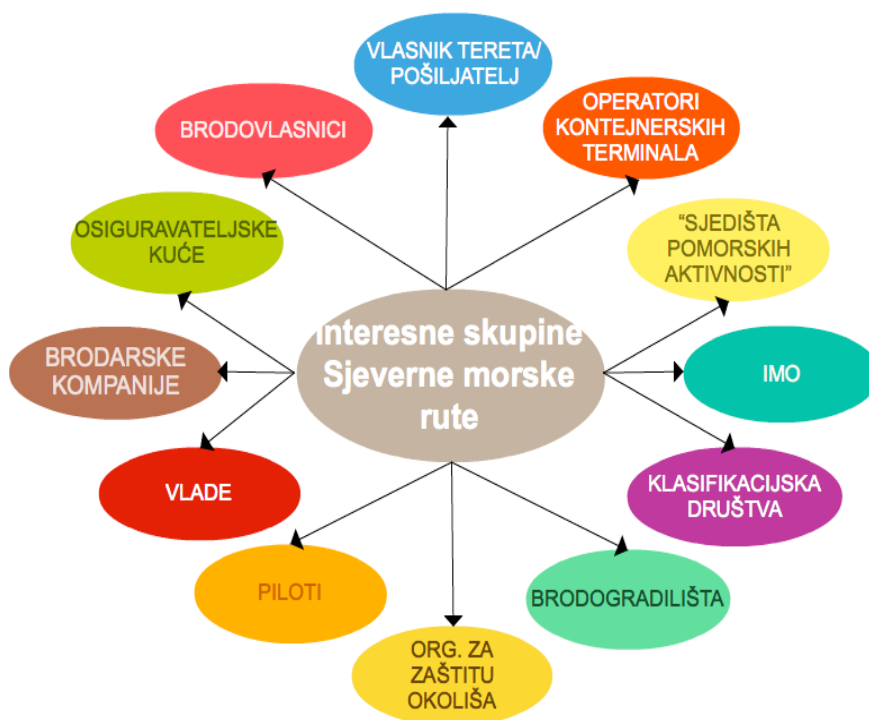 VLASNIK TERETA/
POŠILJATELJ
BRODOVLASNICI
OPERATORI
KONTEJNERSKIH
TERMINALA
OSIGURAVATELJSKE
KUĆE
"SJEDIŠTA
POMORSKIH
AKTIVNOSTI"
Interesne skupine
Sjeverne morske
rute
BRODARSKE
KOMPANIJE
IMO
VLADE
KLASIFIKACIJSKA
DRUŠTVA
PILOTI
BRODOGRADILIŠTA
ORG. ZA
ZAŠTITU
OKOLIŠA